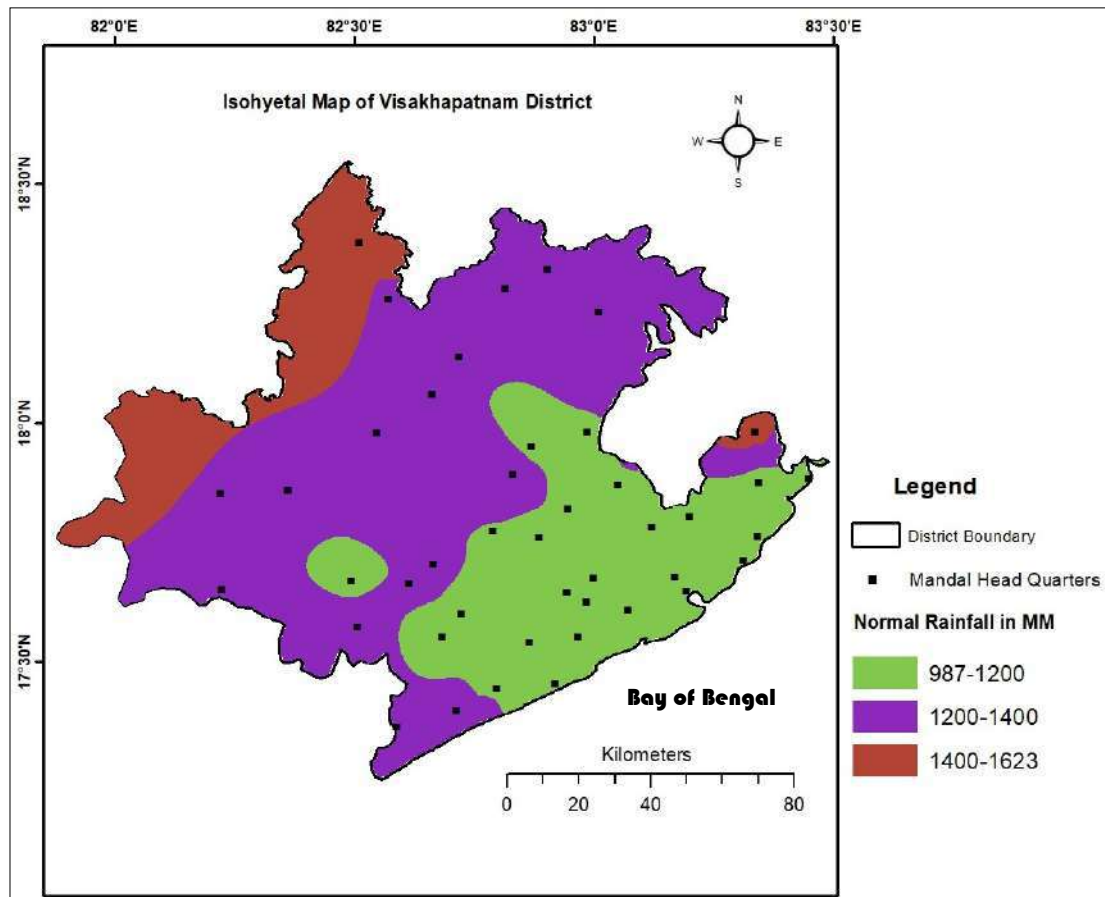 82°0'E 82°30'E 83°0'E 83°30'E
Isohyetal Map of Visakhapatnam District
N
W E
S
18°30'N
18°0'N
17°30'N
Legend
District Boundary
Mandal Head Quarters
Normal Rainfall in MM
987-1200
1200-1400
1400-1623
Bay of Bengal
Kilometers
0 20 40 60 80